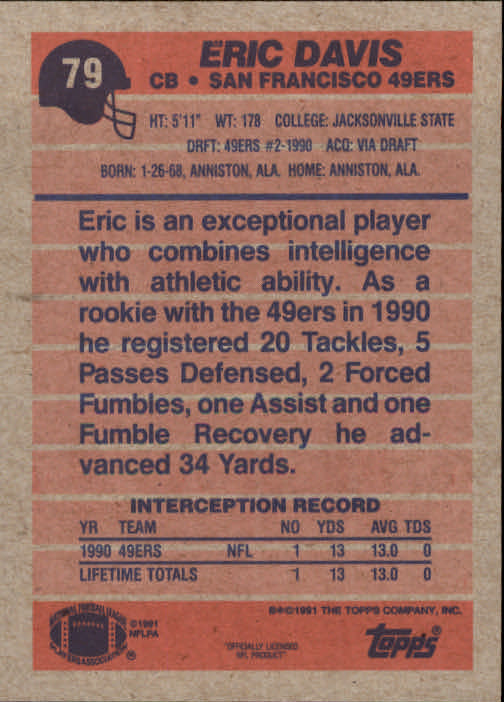 79
ERIC DAVIS
CB • SAN FRANCISCO 49ERS
HT: 5'11" WT: 178 COLLEGE: JACKSONVILLE STATE
DRFT: 49ERS #2-1990 ACQ: VIA DRAFT
BORN: 1-26-68, ANNISTON, ALA. HOME: ANNISTON, ALA.
Eric is an exceptional player
who combines intelligence
with athletic ability. As a
rookie with the 49ers in 1990
he registered 20 Tackles, 5
Passes Defensed, 2 Forced
Fumbles, one Assist and one
Fumble Recovery he ad-
vanced 34 Yards.
INTERCEPTION RECORD
YR TEAM NO YDS AVG TDS
1990 49ERS NFL 1 13 13.0 0
LIFETIME TOTALS 1 13 13.0 0
©1991 THE TOPPS COMPANY, INC.
NATIONAL FOOTBALL LEAGUE
PLAYERS ASSOCIATION
©1991
NFLPA
"OFFICIALLY LICENSED
NFL PRODUCT"
topps®